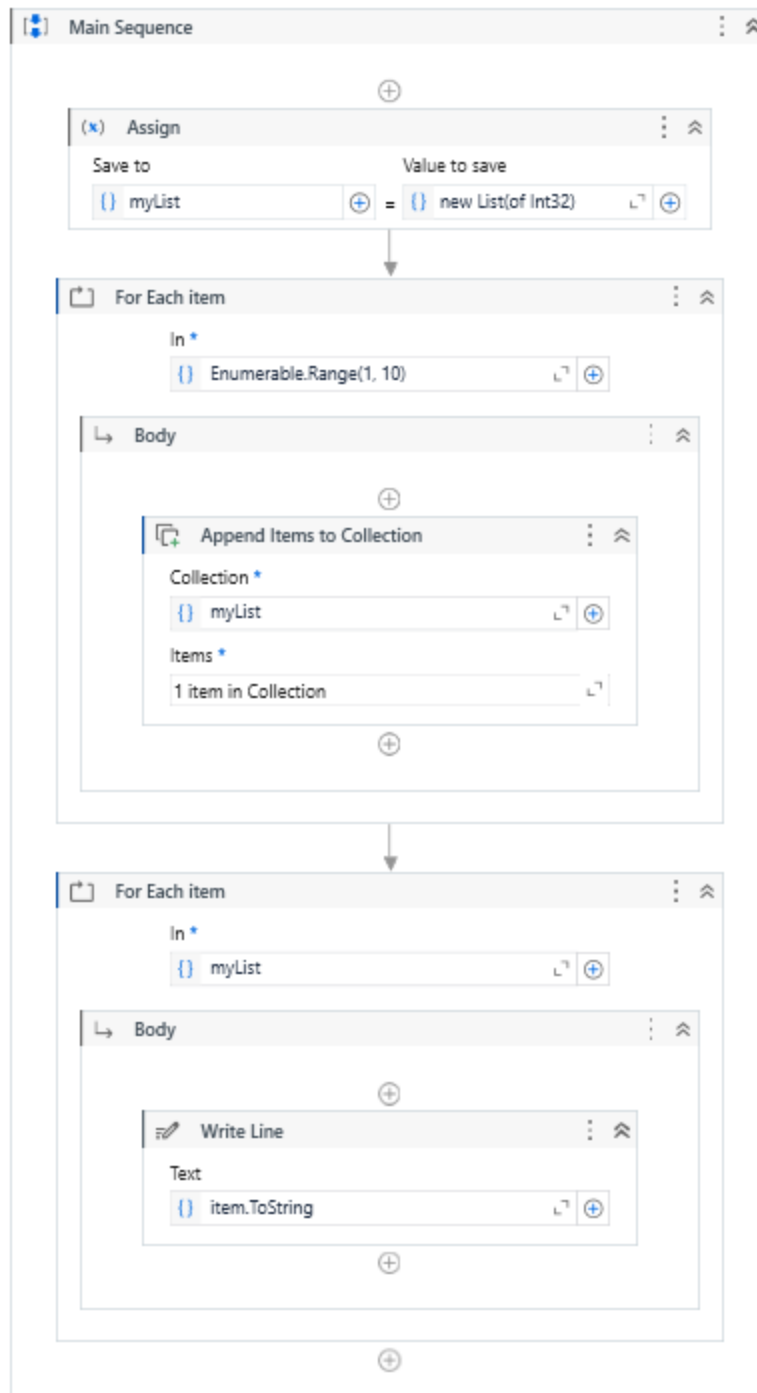 Main Sequence
(x) Assign
Save to Value to save
{} myList = {} new List(of Int32)
For Each item
In *
{} Enumerable.Range(1, 10)
Body
Append Items to Collection
Collection *
{} myList
Items *
1 item in Collection
For Each item
In *
{} myList
Body
Write Line
Text
{} item.ToString